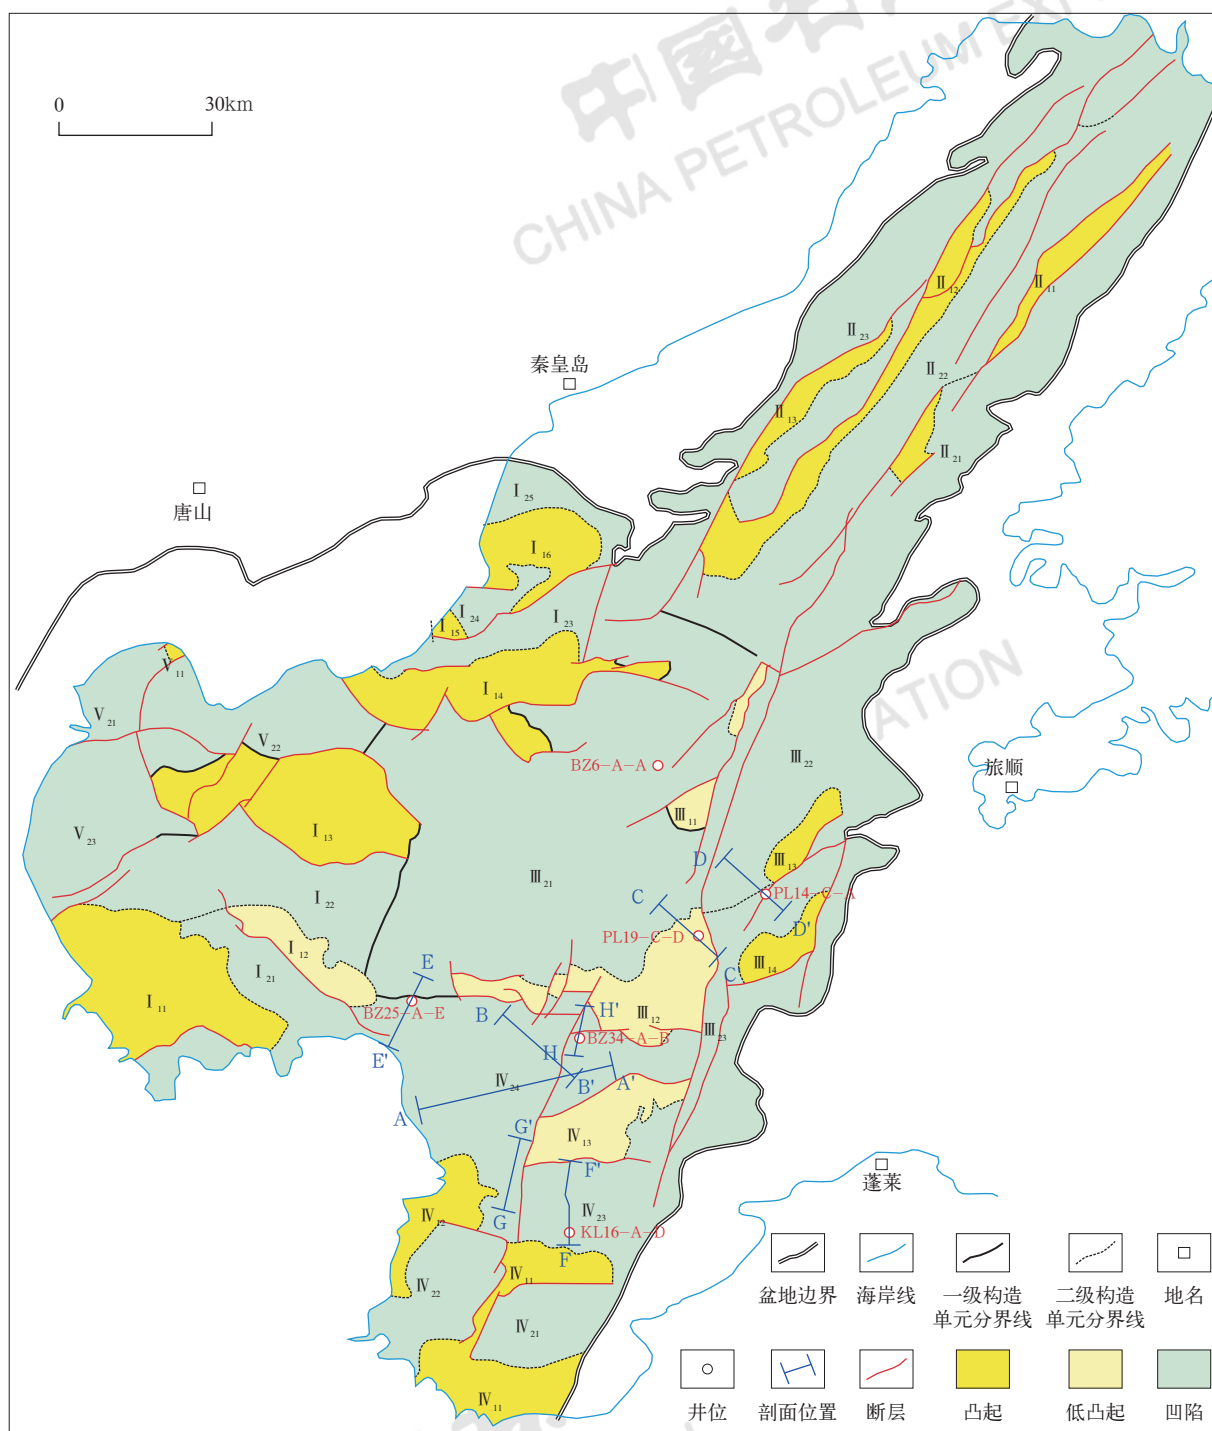 中國石
CHINA PETROLEUM EXP
ATION
0 30km
秦皇岛
唐山
旅顺
蓬莱
Ⅱ₁₂
Ⅱ₁₁
Ⅱ₂₃
Ⅱ₂₂
Ⅱ₁₃
Ⅱ₂₁
Ⅰ₂₅
Ⅰ₁₆
Ⅰ₂₄
Ⅰ₁₅
Ⅰ₂₃
Ⅴ₁₁
Ⅰ₁₄
Ⅴ₂₁
Ⅴ₂₂
BZ6-A-A
Ⅲ₂₂
Ⅲ₁₁
Ⅴ₂₃
Ⅰ₁₃
D
Ⅲ₁₃
Ⅲ₂₁
PL14-C-A
C
Ⅰ₂₂
D'
PL19-C-D
Ⅰ₁₂
Ⅲ₁₄
E
Ⅰ₂₁
C'
Ⅰ₁₁
BZ25-A-E
B
H'
Ⅲ₁₂
Ⅲ₂₃
BZ34-A-B
H
E'
Ⅳ₂₄
B'
A'
A
G'
Ⅳ₁₃
F'
G
Ⅳ₁₂
Ⅳ₂₃
KL16-A-D
F
Ⅳ₁₁
Ⅳ₂₂
Ⅳ₂₁
Ⅳ₁₁
盆地边界 海岸线 一级构造单元分界线 二级构造单元分界线 地名
井位 剖面位置 断层 凸起 低凸起 凹陷